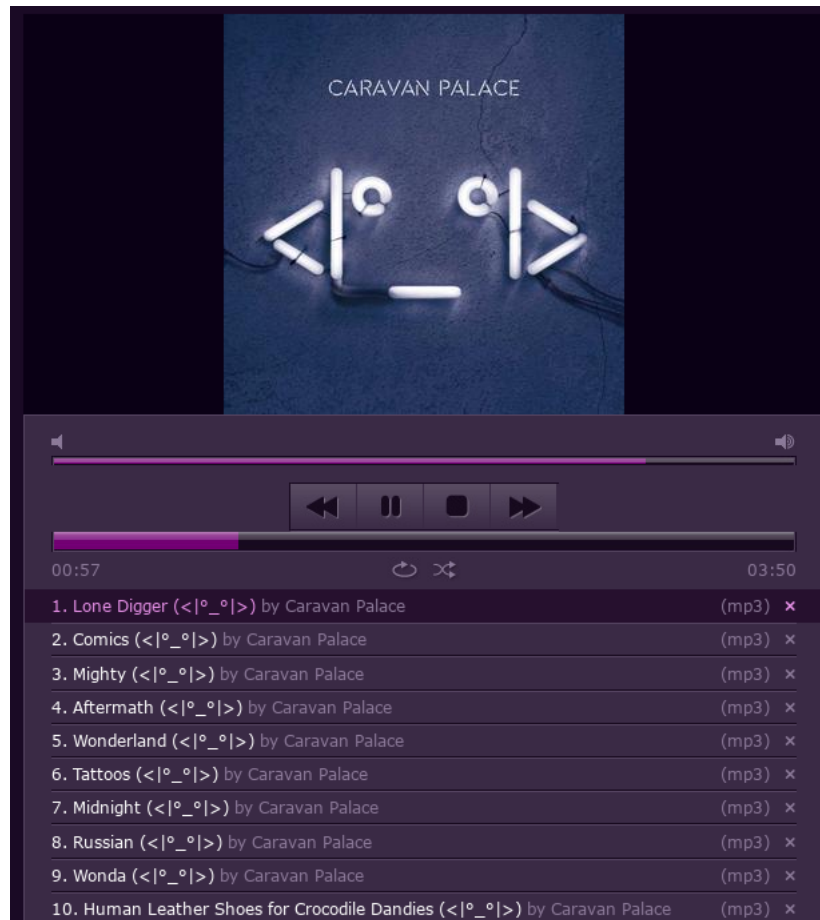 CARAVAN PALACE
<|°_°|>
00:57 03:50
1. Lone Digger (<|°_°|>) by Caravan Palace (mp3) ×
2. Comics (<|°_°|>) by Caravan Palace (mp3) ×
3. Mighty (<|°_°|>) by Caravan Palace (mp3) ×
4. Aftermath (<|°_°|>) by Caravan Palace (mp3) ×
5. Wonderland (<|°_°|>) by Caravan Palace (mp3) ×
6. Tattoos (<|°_°|>) by Caravan Palace (mp3) ×
7. Midnight (<|°_°|>) by Caravan Palace (mp3) ×
8. Russian (<|°_°|>) by Caravan Palace (mp3) ×
9. Wonda (<|°_°|>) by Caravan Palace (mp3) ×
10. Human Leather Shoes for Crocodile Dandies (<|°_°|>) by Caravan Palace (mp3) ×